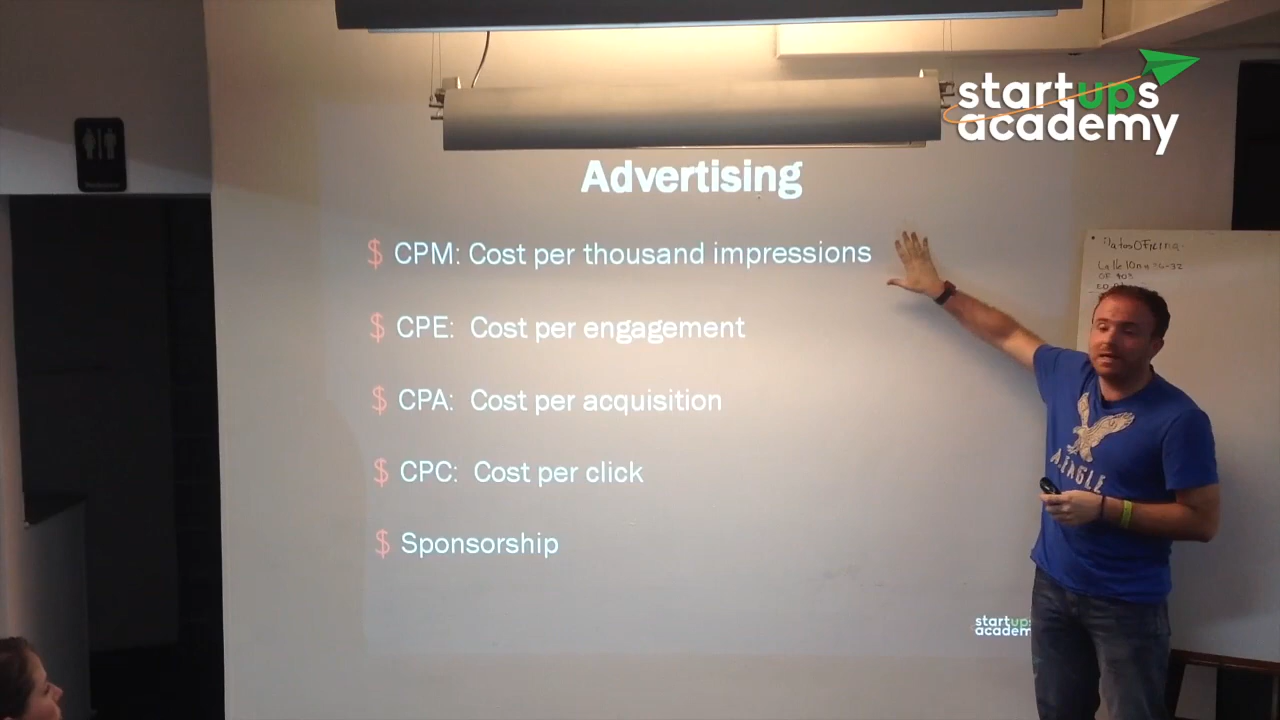 startups
academy
Advertising
$ CPM: Cost per thousand impressions
$ CPE: Cost per engagement
$ CPA: Cost per acquisition
$ CPC: Cost per click
$ Sponsorship
startups
academy
A.EAGLE